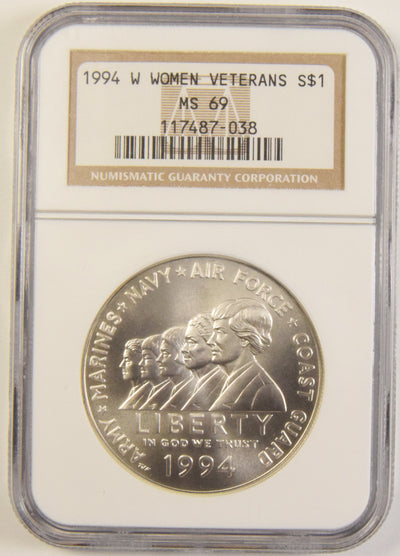 1994 W WOMEN VETERANS S$1
MS 69
117487-038
NUMISMATIC GUARANTY CORPORATION
ARMY ★ MARINES ★ NAVY ★ AIR FORCE ★ COAST GUARD
LIBERTY
IN GOD WE TRUST
1994